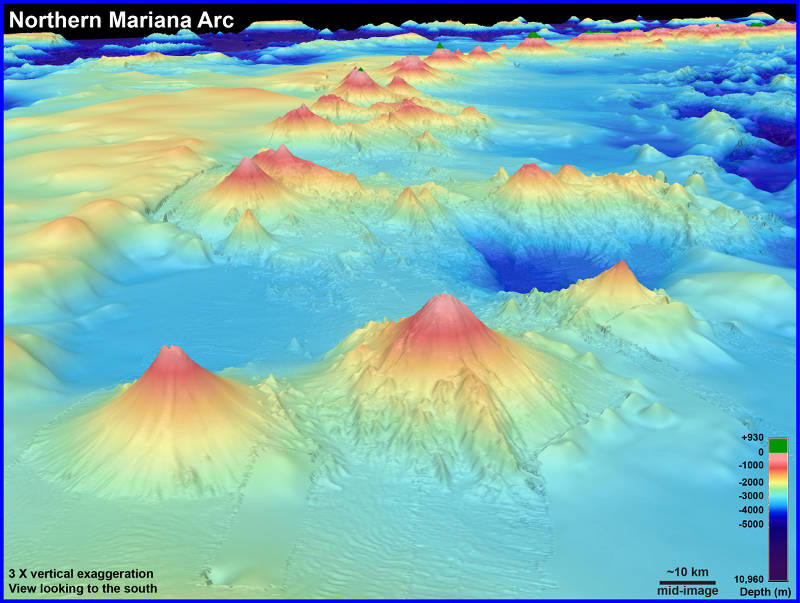 Northern Mariana Arc
+930
0
-1000
-2000
-3000
-4000
-5000
10,960
Depth (m)
~10 km
mid-image
3 X vertical exaggeration
View looking to the south